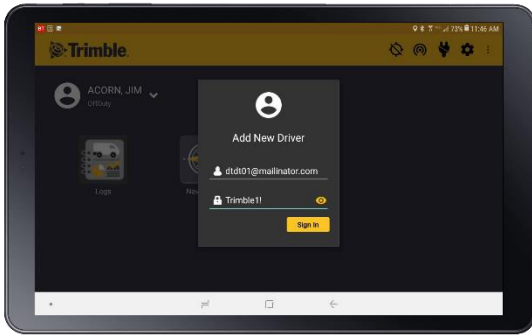 73% 11:46 AM
Trimble
ACORN, JIM
OffDuty
Add New Driver
dtdt01@mailinator.com
Trimble1!
Sign In
Logs